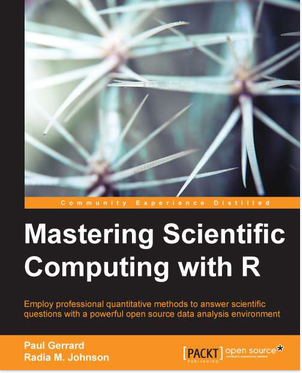 Community Experience Distilled
Mastering Scientific
Computing with R
Employ professional quantitative methods to answer scientific
questions with a powerful open source data analysis environment
Paul Gerrard
Radia M. Johnson
[PACKT] open source*
PUBLISHING